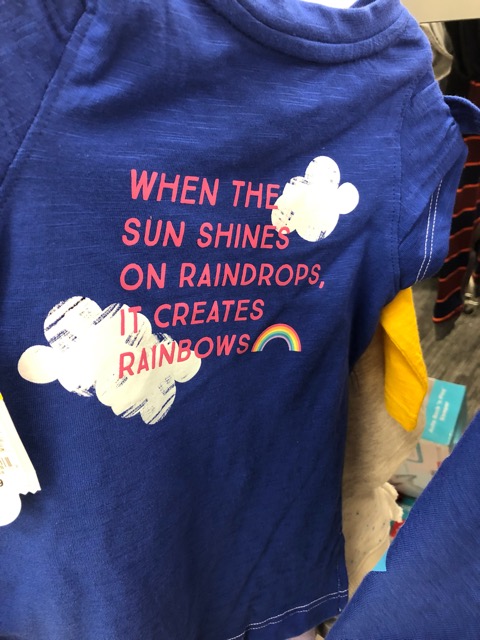 WHEN THE
SUN SHINES
ON RAINDROPS,
IT CREATES
RAINBOWS